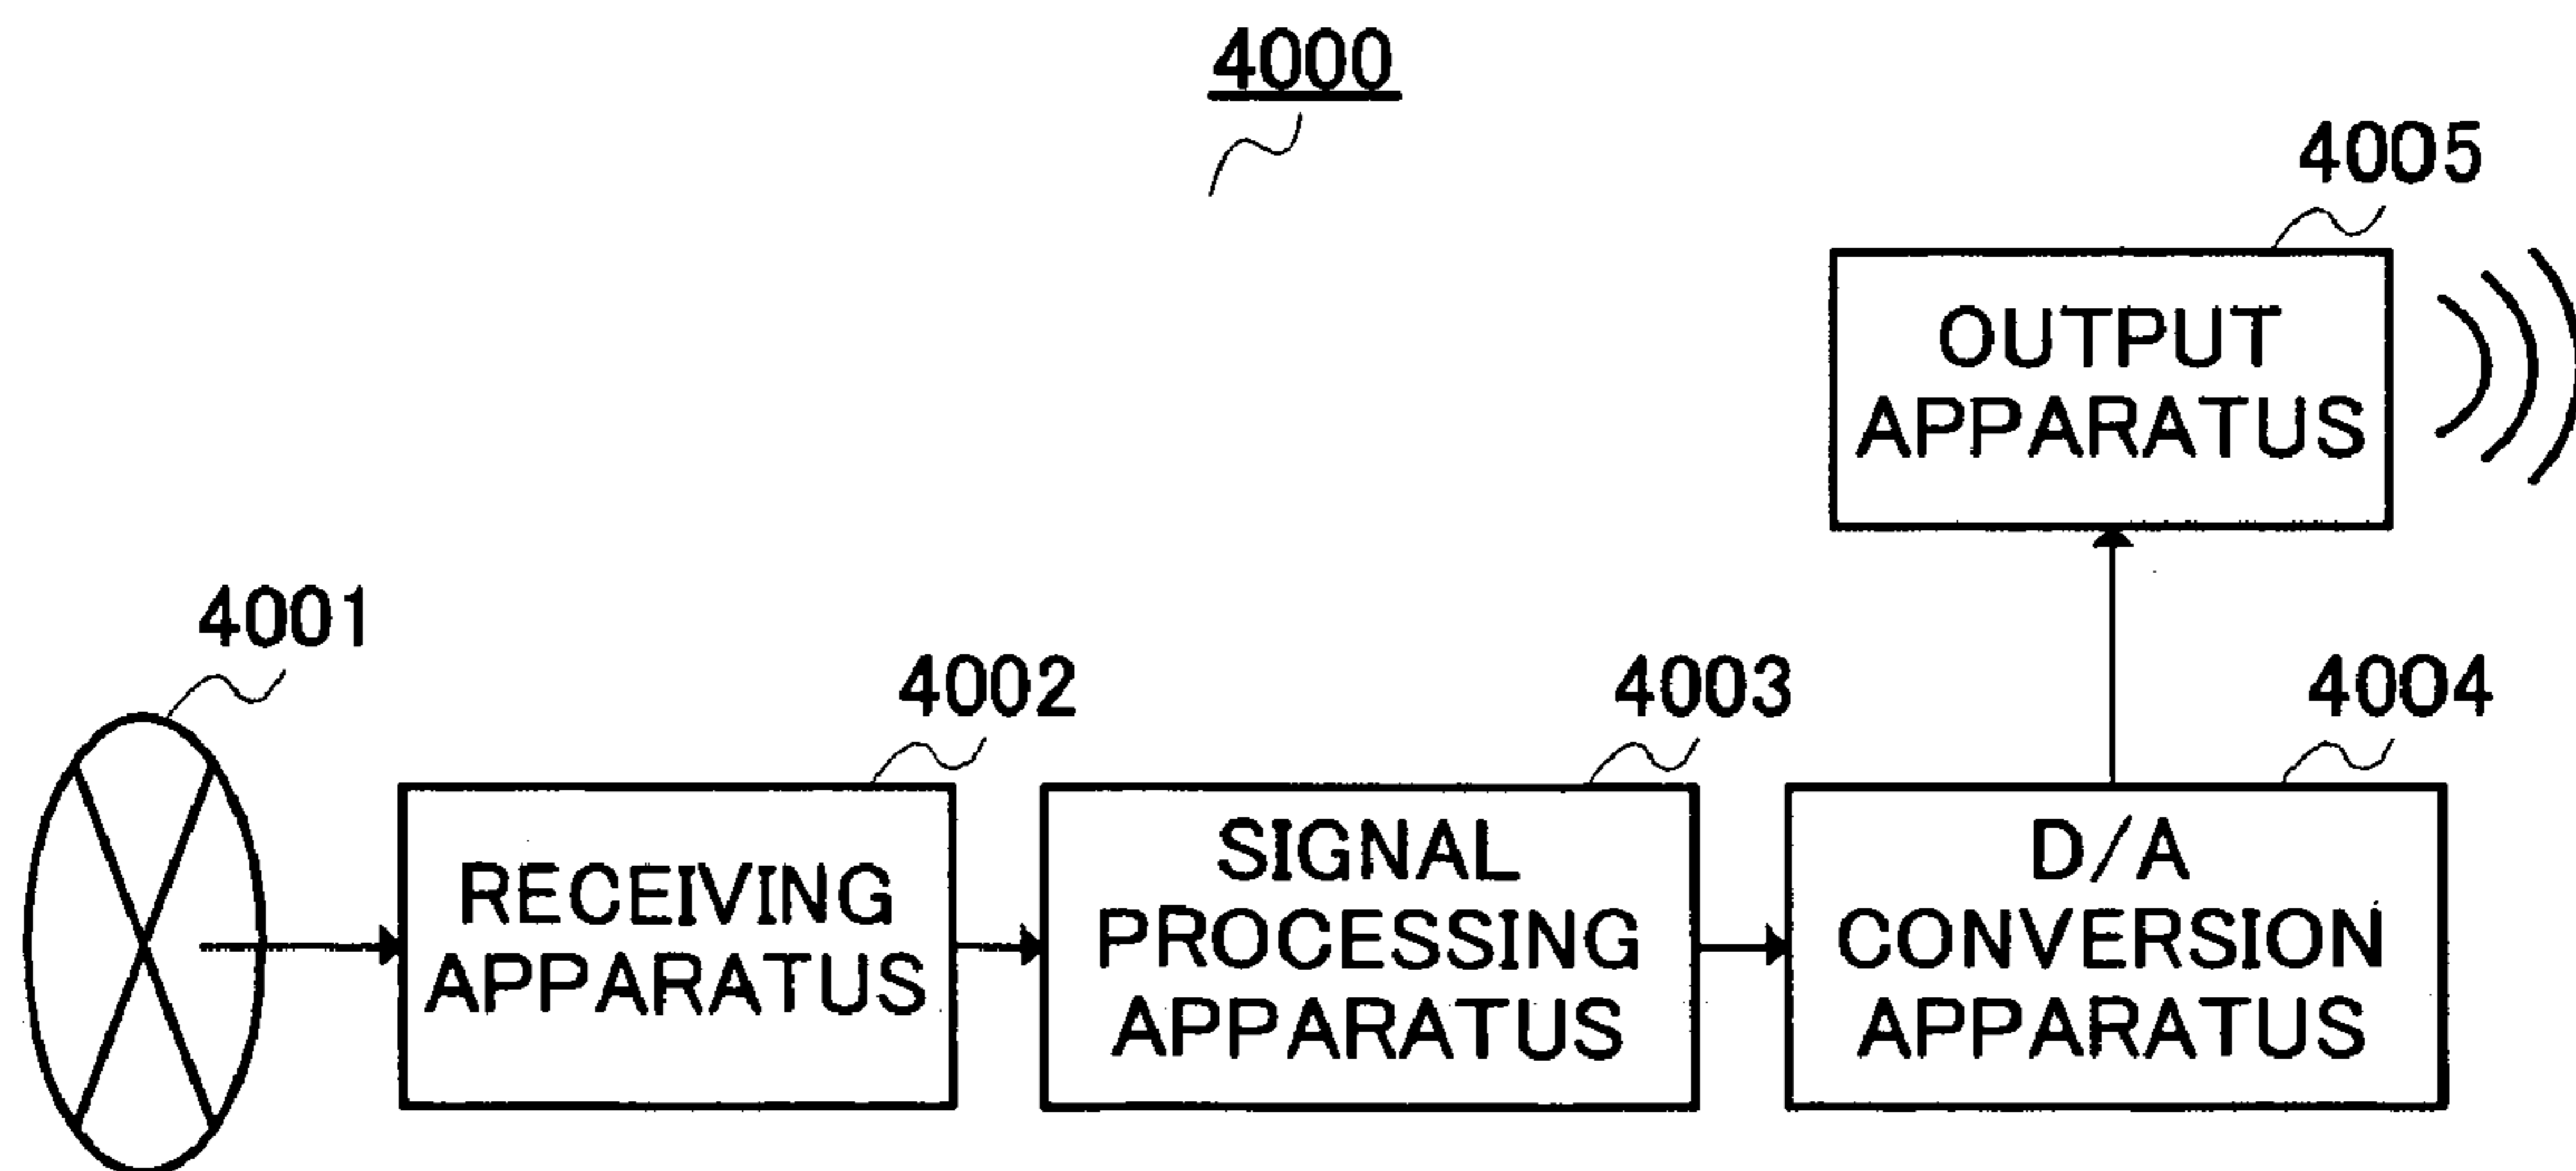 4000
4005
OUTPUT
APPARATUS
4001
4002
4003
4004
RECEIVING
APPARATUS
SIGNAL
PROCESSING
APPARATUS
D/A
CONVERSION
APPARATUS